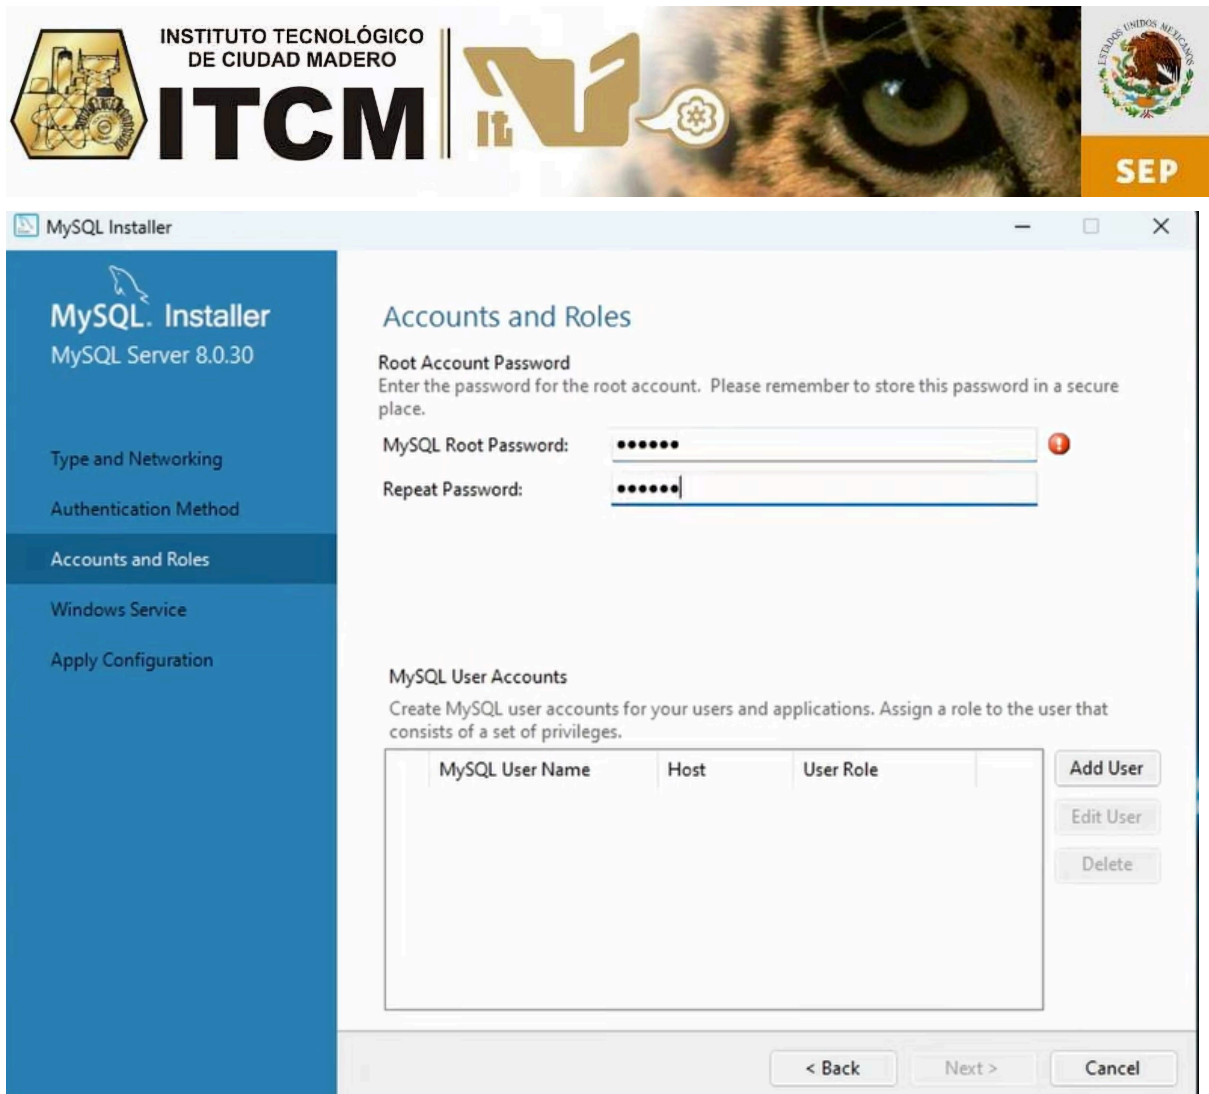 INSTITUTO TECNOLÓGICO
DE CIUDAD MADERO
ITCM
It.
ESTADOS UNIDOS MEXICANOS
SEP
MySQL Installer
MySQL. Installer
MySQL Server 8.0.30
Type and Networking
Authentication Method
Accounts and Roles
Windows Service
Apply Configuration
Accounts and Roles
Root Account Password
Enter the password for the root account.  Please remember to store this password in a secure
place.
MySQL Root Password: ●●●●●●
Repeat Password: ●●●●●●
MySQL User Accounts
Create MySQL user accounts for your users and applications. Assign a role to the user that
consists of a set of privileges.
MySQL User Name Host User Role
Add User
Edit User
Delete
< Back Next > Cancel